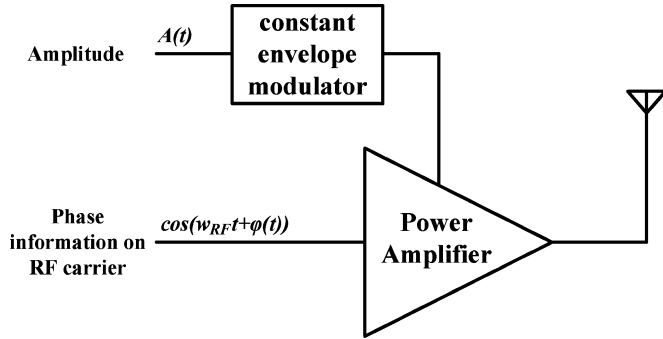 Amplitude
A(t)
constant
envelope
modulator
Phase
information on
RF carrier
cos(w_RF t+φ(t))
Power
Amplifier